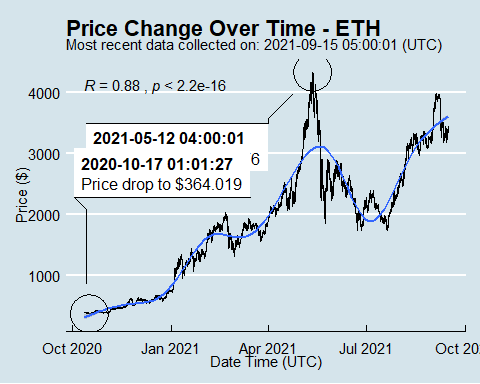 Price Change Over Time - ETH
Most recent data collected on: 2021-09-15 05:00:01 (UTC)
R = 0.88 , p < 2.2e-16
4000
3000
2000
1000
Price ($)
2021-05-12 04:00:01
6
2020-10-17 01:01:27
Price drop to $364.019
Oct 2020
Jan 2021
Apr 2021
Jul 2021
Oct 202
Date Time (UTC)